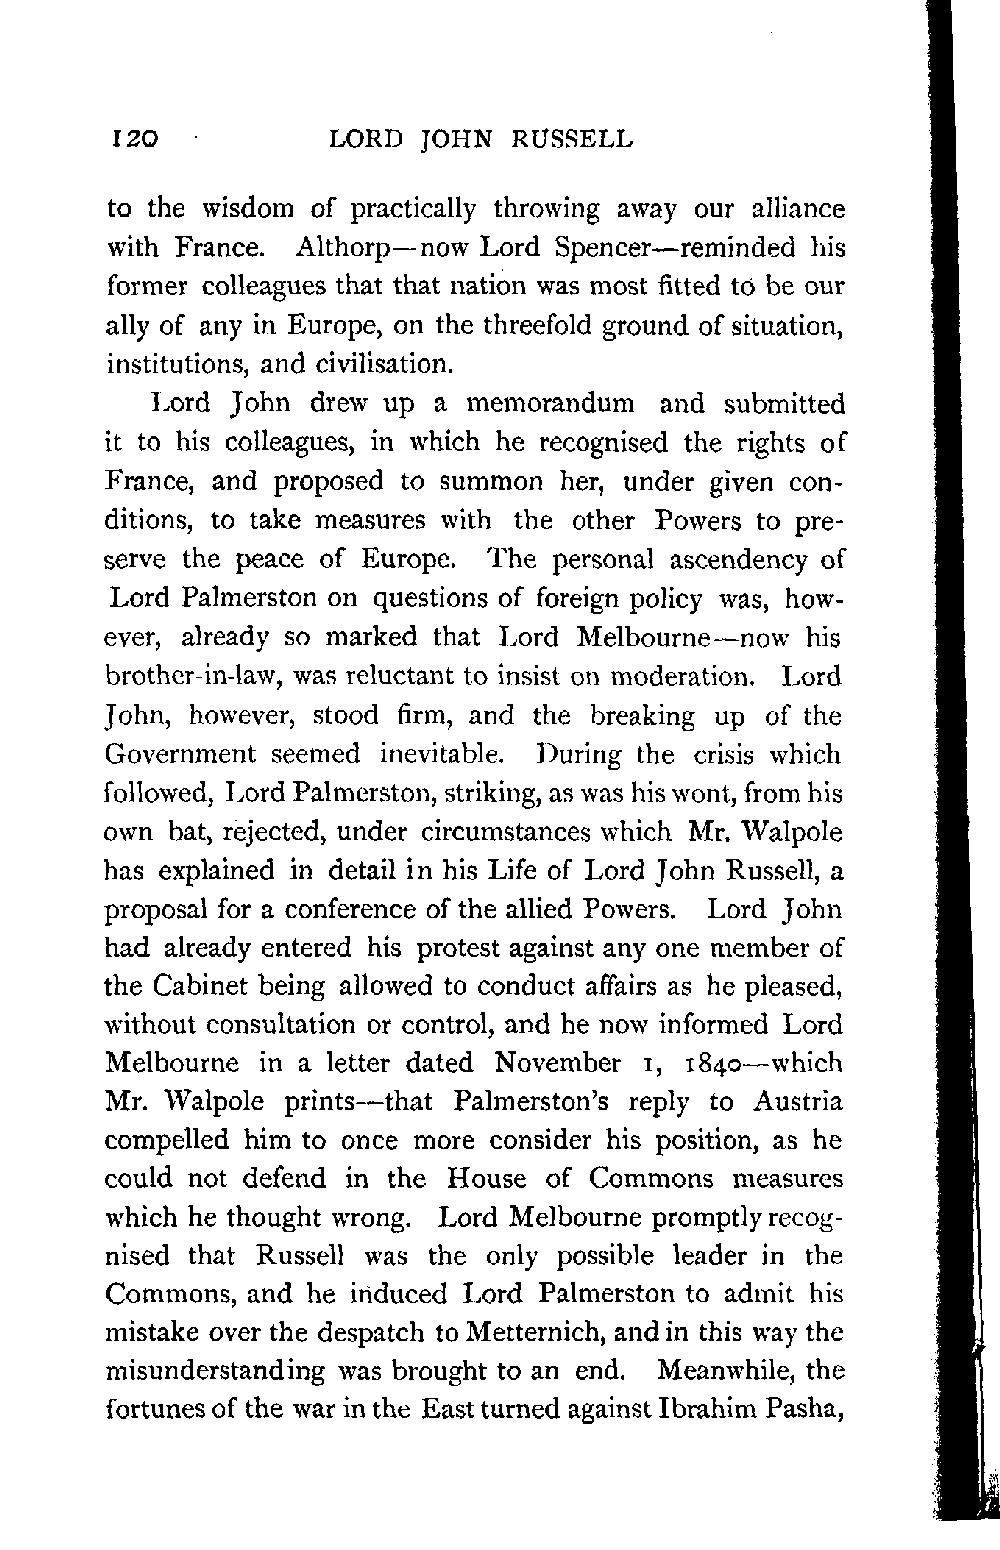 120 LORD JOHN RUSSELL
to the wisdom of practically throwing away our alliance
with France. Althorp—now Lord Spencer—reminded his
former colleagues that that nation was most fitted to be our
ally of any in Europe, on the threefold ground of situation,
institutions, and civilisation.
Lord John drew up a memorandum and submitted
it to his colleagues, in which he recognised the rights of
France, and proposed to summon her, under given con-
ditions, to take measures with the other Powers to pre-
serve the peace of Europe. The personal ascendency of
Lord Palmerston on questions of foreign policy was, how-
ever, already so marked that Lord Melbourne—now his
brother-in-law, was reluctant to insist on moderation. Lord
John, however, stood firm, and the breaking up of the
Government seemed inevitable. During the crisis which
followed, Lord Palmerston, striking, as was his wont, from his
own bat, rejected, under circumstances which Mr. Walpole
has explained in detail in his Life of Lord John Russell, a
proposal for a conference of the allied Powers. Lord John
had already entered his protest against any one member of
the Cabinet being allowed to conduct affairs as he pleased,
without consultation or control, and he now informed Lord
Melbourne in a letter dated November 1, 1840—which
Mr. Walpole prints—that Palmerston's reply to Austria
compelled him to once more consider his position, as he
could not defend in the House of Commons measures
which he thought wrong. Lord Melbourne promptly recog-
nised that Russell was the only possible leader in the
Commons, and he induced Lord Palmerston to admit his
mistake over the despatch to Metternich, and in this way the
misunderstanding was brought to an end. Meanwhile, the
fortunes of the war in the East turned against Ibrahim Pasha,